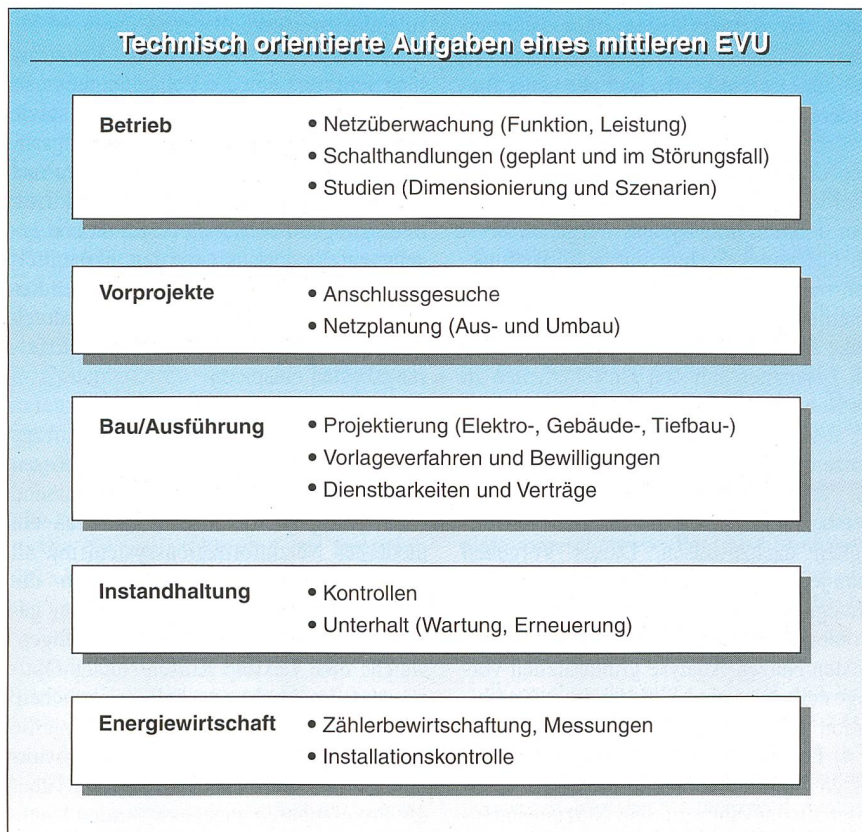 Technisch orientierte Aufgaben eines mittleren EVU
Betrieb
• Netzüberwachung (Funktion, Leistung)
• Schalthandlungen (geplant und im Störungsfall)
• Studien (Dimensionierung und Szenarien)
Vorprojekte
• Anschlussgesuche
• Netzplanung (Aus- und Umbau)
Bau/Ausführung
• Projektierung (Elektro-, Gebäude-, Tiefbau-)
• Vorlageverfahren und Bewilligungen
• Dienstbarkeiten und Verträge
Instandhaltung
• Kontrollen
• Unterhalt (Wartung, Erneuerung)
Energiewirtschaft
• Zählerbewirtschaftung, Messungen
• Installationskontrolle